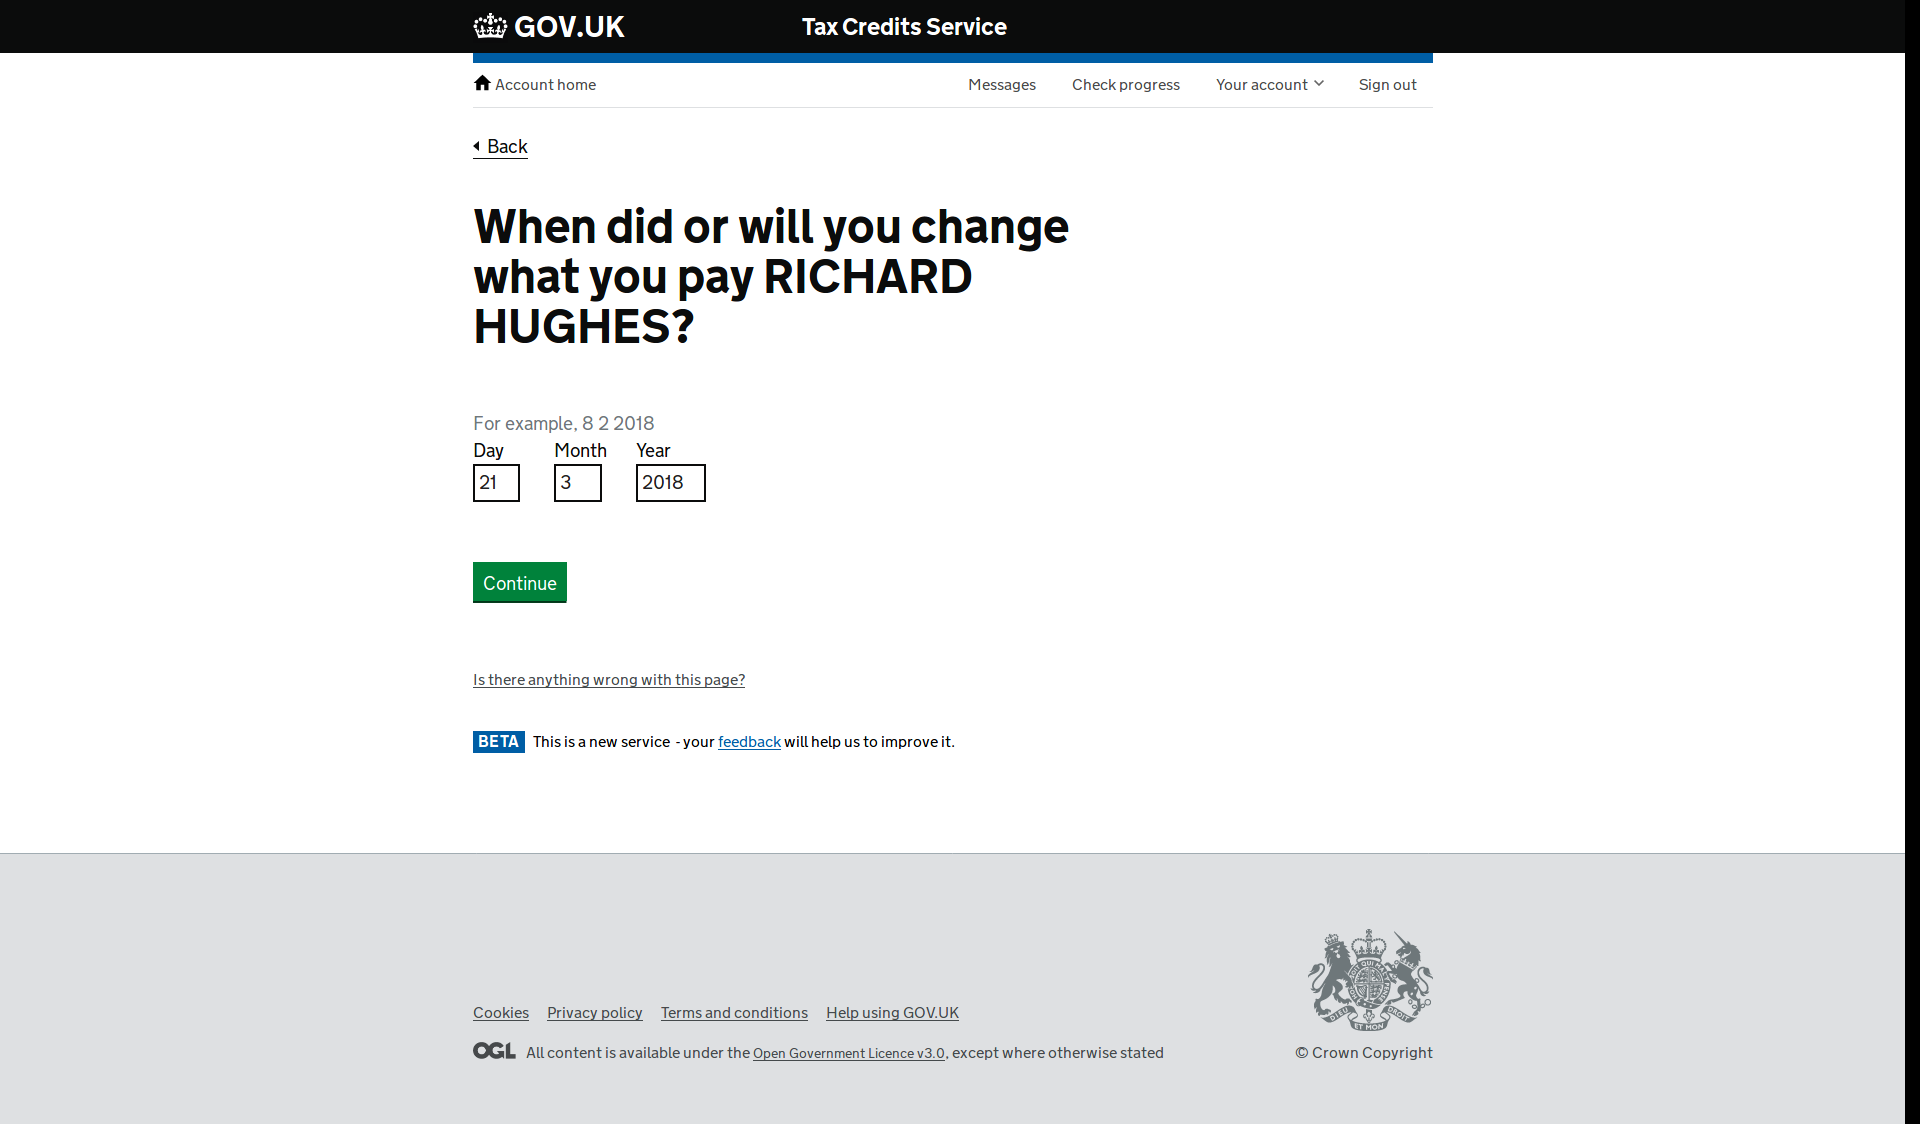 GOV.UK
Tax Credits Service
Account home
Messages
Check progress
Your account
Sign out
Back
When did or will you change
what you pay RICHARD
HUGHES?
For example, 8 2 2018
Day Month Year
21 3 2018
Continue
Is there anything wrong with this page?
BETA This is a new service - your feedback will help us to improve it.
Cookies Privacy policy Terms and conditions Help using GOV.UK
OGL All content is available under the Open Government Licence v3.0, except where otherwise stated
© Crown Copyright